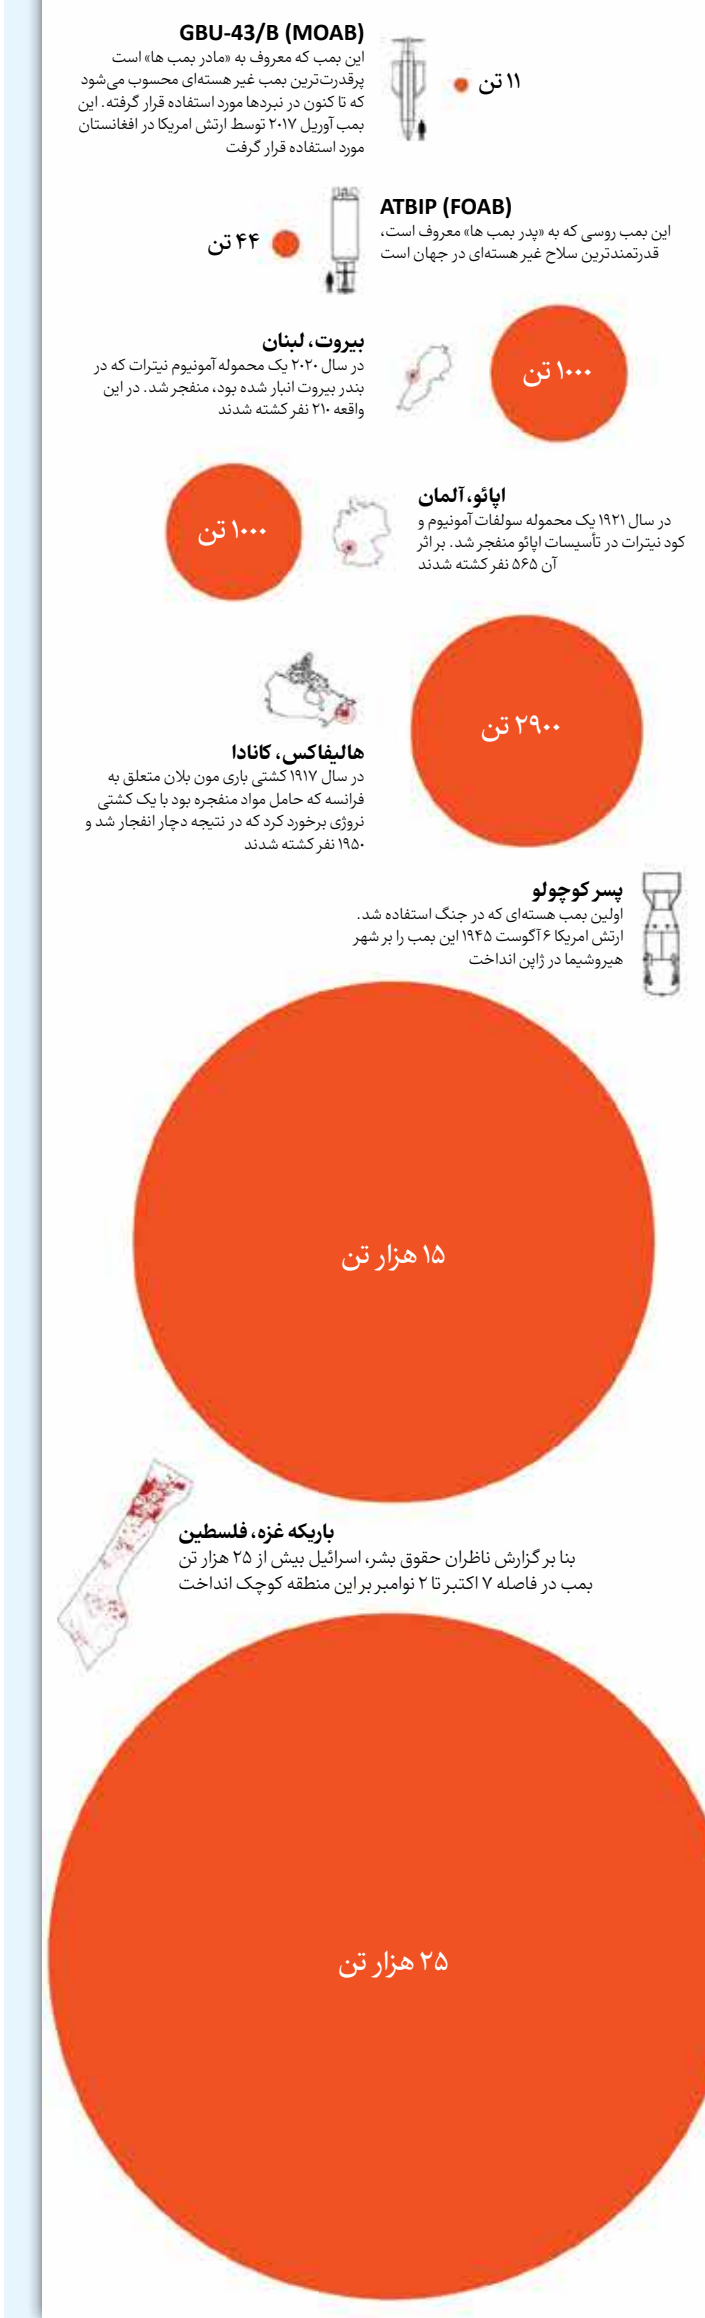 GBU-43/B (MOAB)
این بمب که معروف به «مادر بمب ها» است
پرقدرت‌ترین بمب غیر هسته‌ای محسوب می‌شود
که تا کنون در نبردها مورد استفاده قرار گرفته. این
بمب آوریل ۲۰۱۷ توسط ارتش امریکا در افغانستان
مورد استفاده قرار گرفت
۱۱ تن
ATBIP (FOAB)
این بمب روسی که به «پدر بمب ها» معروف است،
قدرتمندترین سلاح غیر هسته‌ای در جهان است
۴۴ تن
بیروت، لبنان
در سال ۲۰۲۰ یک محموله آمونیوم نیترات که در
بندر بیروت انبار شده بود، منفجر شد. در این
واقعه ۲۱۰ نفر کشته شدند
۱۰۰۰ تن
اپائو، آلمان
در سال ۱۹۲۱ یک محموله سولفات آمونیوم و
کود نیترات در تأسیسات اپائو منفجر شد. بر اثر
آن ۵۶۵ نفر کشته شدند
۱۰۰۰ تن
۲۹۰۰ تن
هالیفاکس، کانادا
در سال ۱۹۱۷ کشتی باری مون بلان متعلق به
فرانسه که حامل مواد منفجره بود با یک کشتی
نروژی برخورد کرد که در نتیجه دچار انفجار شد و
۱۹۵۰ نفر کشته شدند
پسر کوچولو
اولین بمب هسته‌ای که در جنگ استفاده شد.
ارتش امریکا ۶ آگوست ۱۹۴۵ این بمب را بر شهر
هیروشیما در ژاپن انداخت
۱۵ هزار تن
باریکه غزه، فلسطین
بنا بر گزارش ناظران حقوق بشر، اسرائیل بیش از ۲۵ هزار تن
بمب در فاصله ۷ اکتبر تا ۲ نوامبر بر این منطقه کوچک انداخت
۲۵ هزار تن